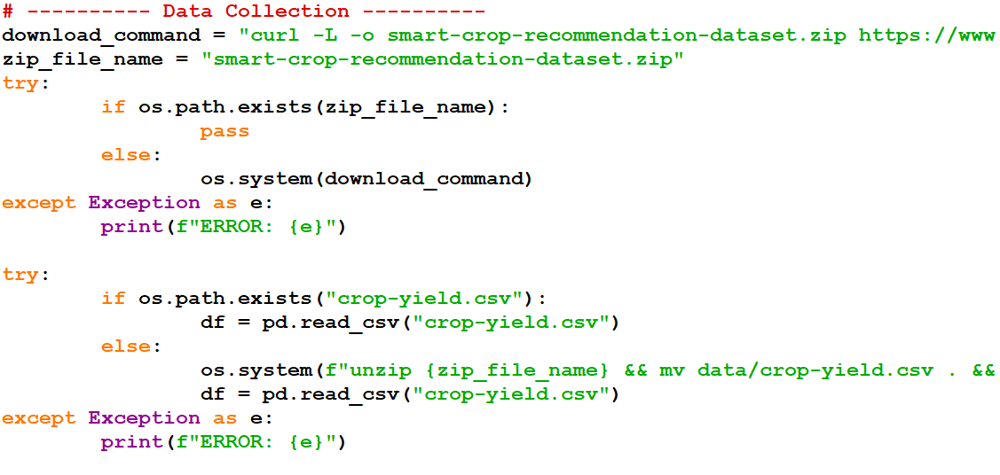 # ---------- Data Collection ----------
download_command = "curl -L -o smart-crop-recommendation-dataset.zip https://www
zip_file_name = "smart-crop-recommendation-dataset.zip"
try:
        if os.path.exists(zip_file_name):
                pass
        else:
                os.system(download_command)
except Exception as e:
        print(f"ERROR: {e}")

try:
        if os.path.exists("crop-yield.csv"):
                df = pd.read_csv("crop-yield.csv")
        else:
                os.system(f"unzip {zip_file_name} && mv data/crop-yield.csv . &&
                df = pd.read_csv("crop-yield.csv")
except Exception as e:
        print(f"ERROR: {e}")